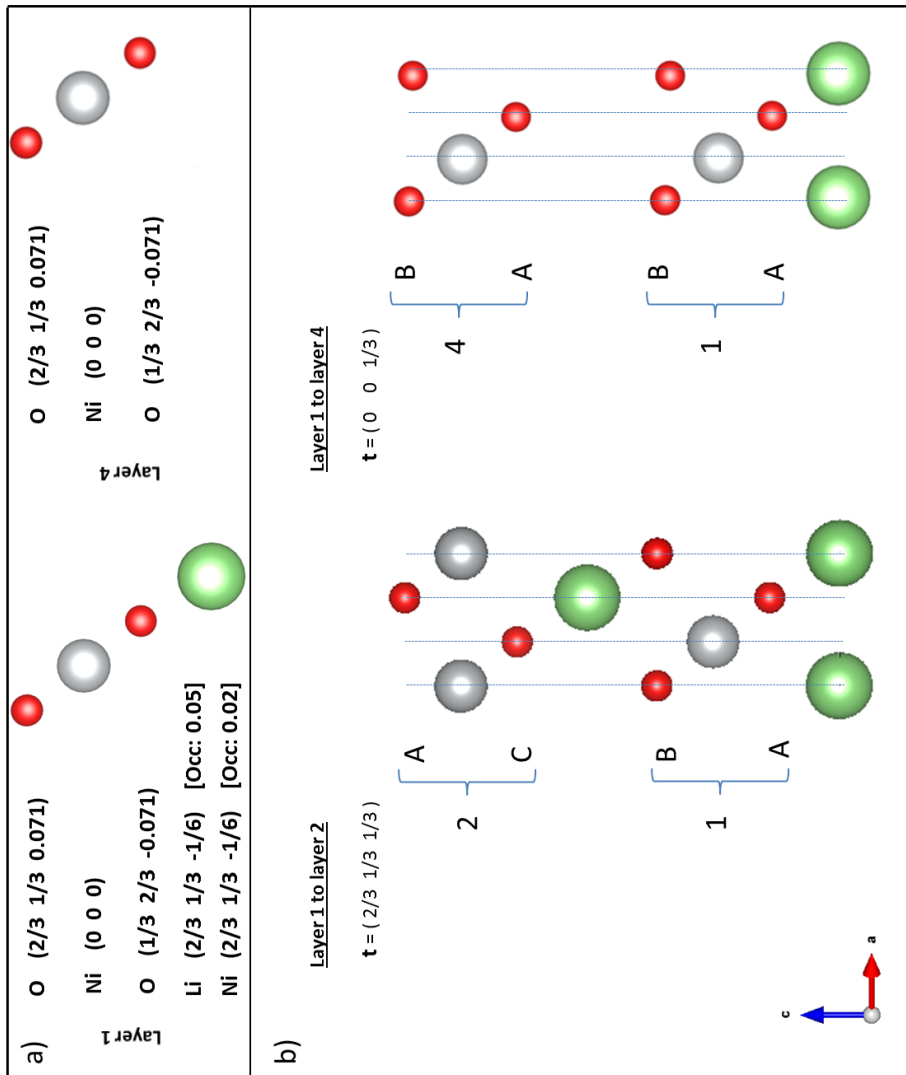 a)
Layer 1
O (2/3 1/3 0.071)
Ni (0 0 0)
O (1/3 2/3 -0.071)
Li (2/3 1/3 -1/6) [Occ: 0.05]
Ni (2/3 1/3 -1/6) [Occ: 0.02]
Layer 4
O (2/3 1/3 0.071)
Ni (0 0 0)
O (1/3 2/3 -0.071)
b)
Layer 1 to layer 2
t = ( 2/3 1/3 1/3 )
2
A
C
1
B
A
Layer 1 to layer 4
t = ( 0 0 1/3 )
4
B
A
1
B
A
c
a